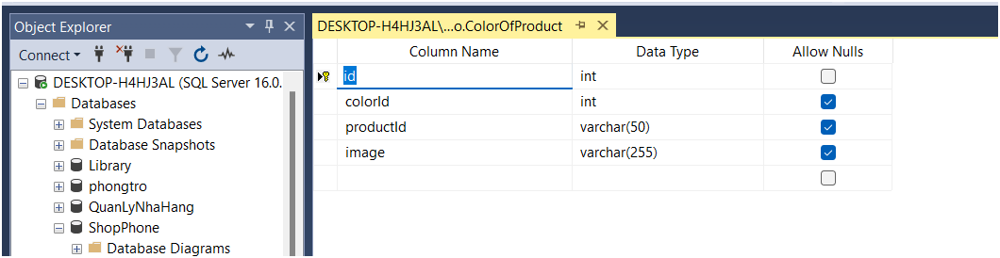 Object Explorer
DESKTOP-H4HJ3AL\...o.ColorOfProduct
Connect
DESKTOP-H4HJ3AL (SQL Server 16.0.
Databases
System Databases
Database Snapshots
Library
phongtro
QuanLyNhaHang
ShopPhone
Database Diagrams
Column Name Data Type Allow Nulls
id int
colorId int
productId varchar(50)
image varchar(255)